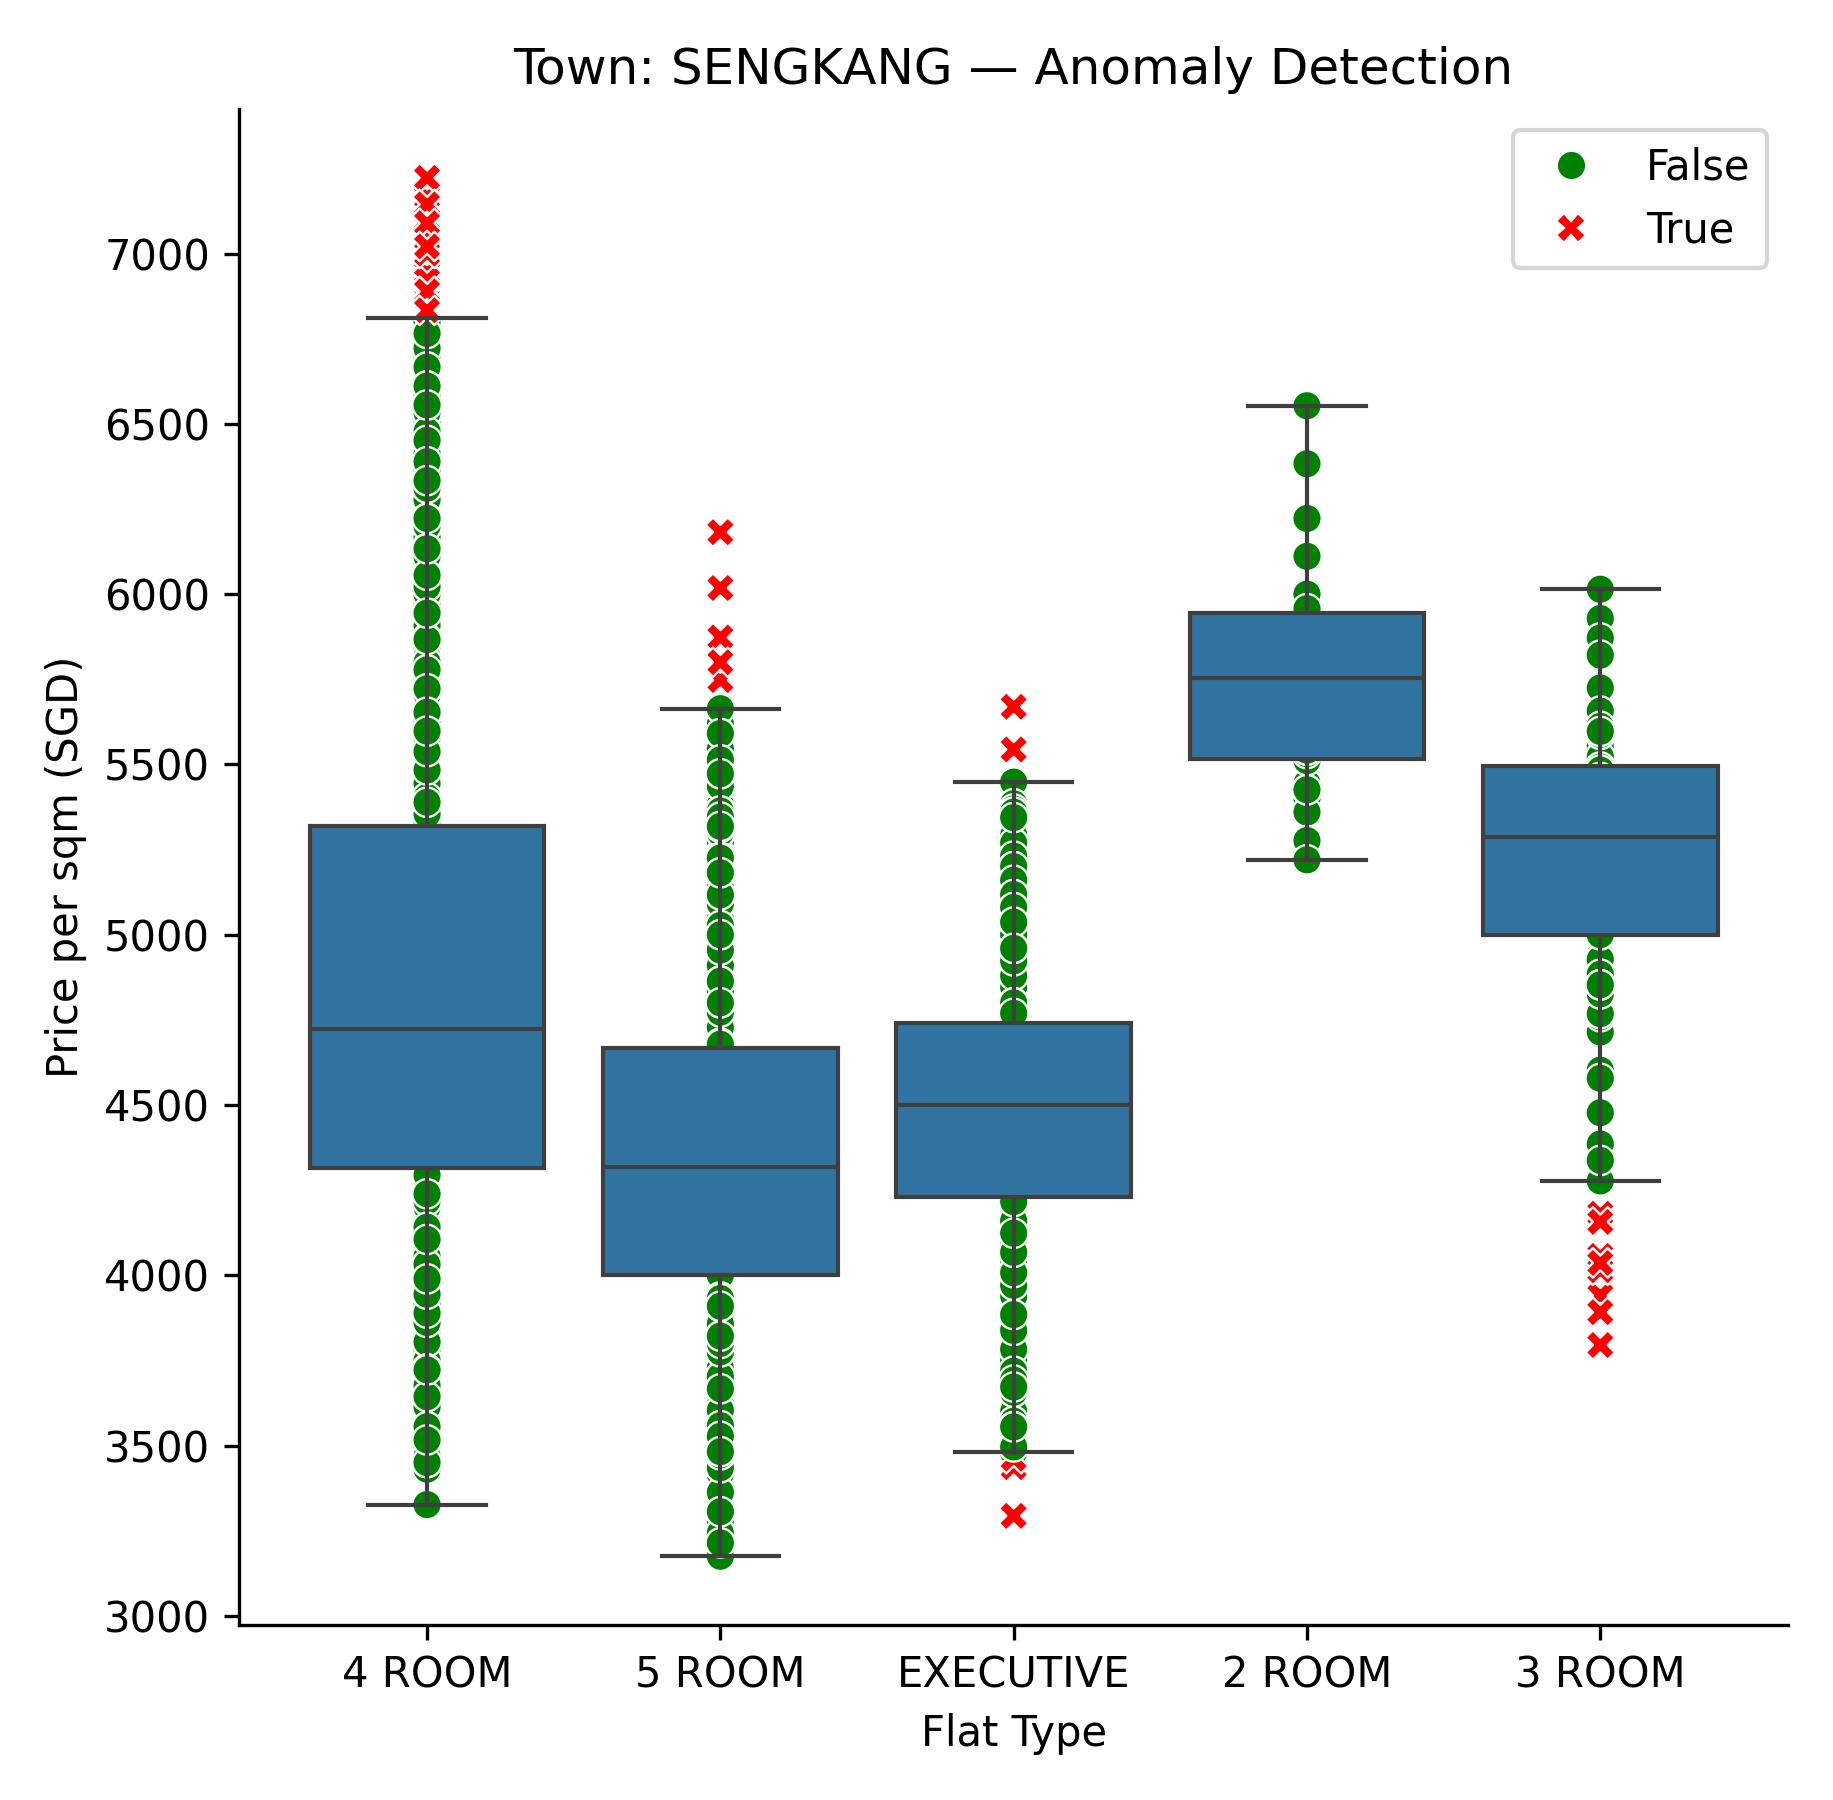 Town: SENGKANG — Anomaly Detection
False
True
7000
6500
6000
5500
5000
4500
4000
3500
3000
Price per sqm (SGD)
4 ROOM
5 ROOM
EXECUTIVE
2 ROOM
3 ROOM
Flat Type